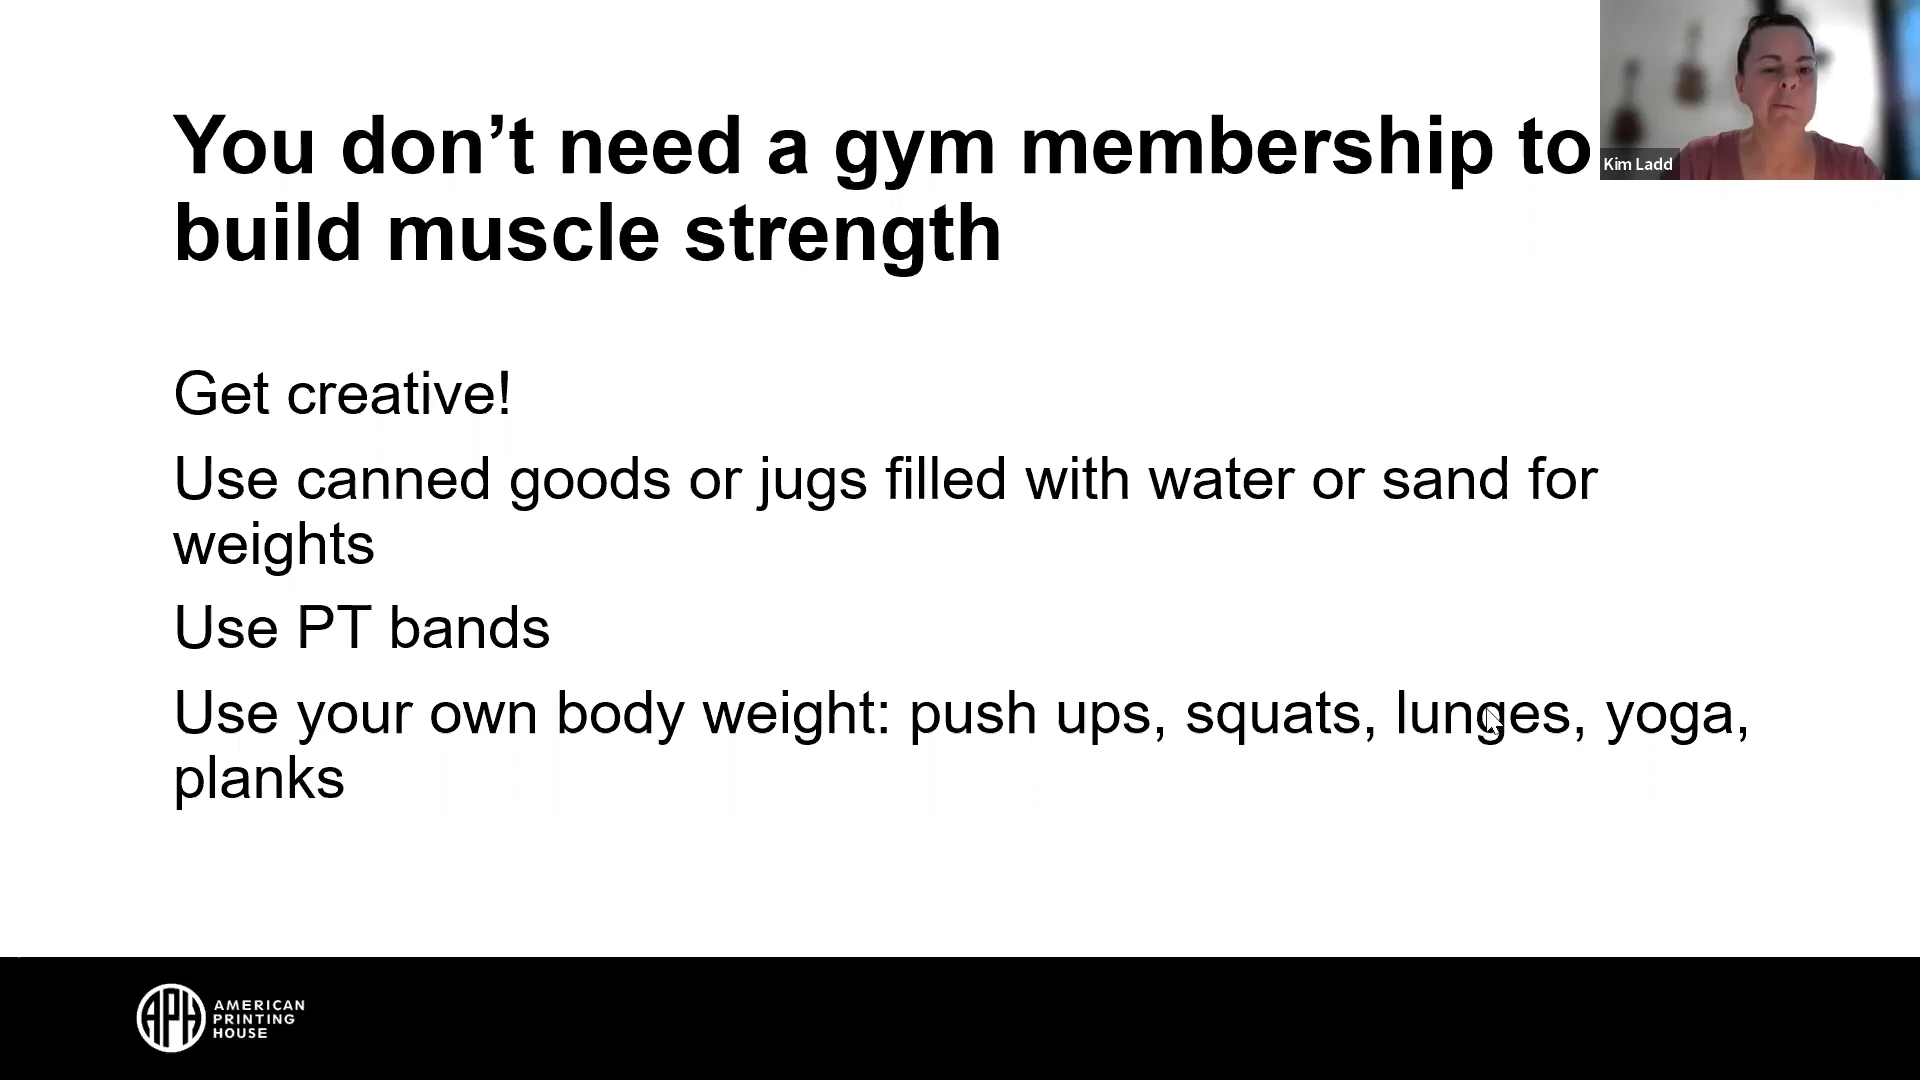 You don’t need a gym membership to
build muscle strength
Kim Ladd
Get creative!
Use canned goods or jugs filled with water or sand for
weights
Use PT bands
Use your own body weight: push ups, squats, lunges, yoga,
planks
APH
AMERICAN
PRINTING
HOUSE